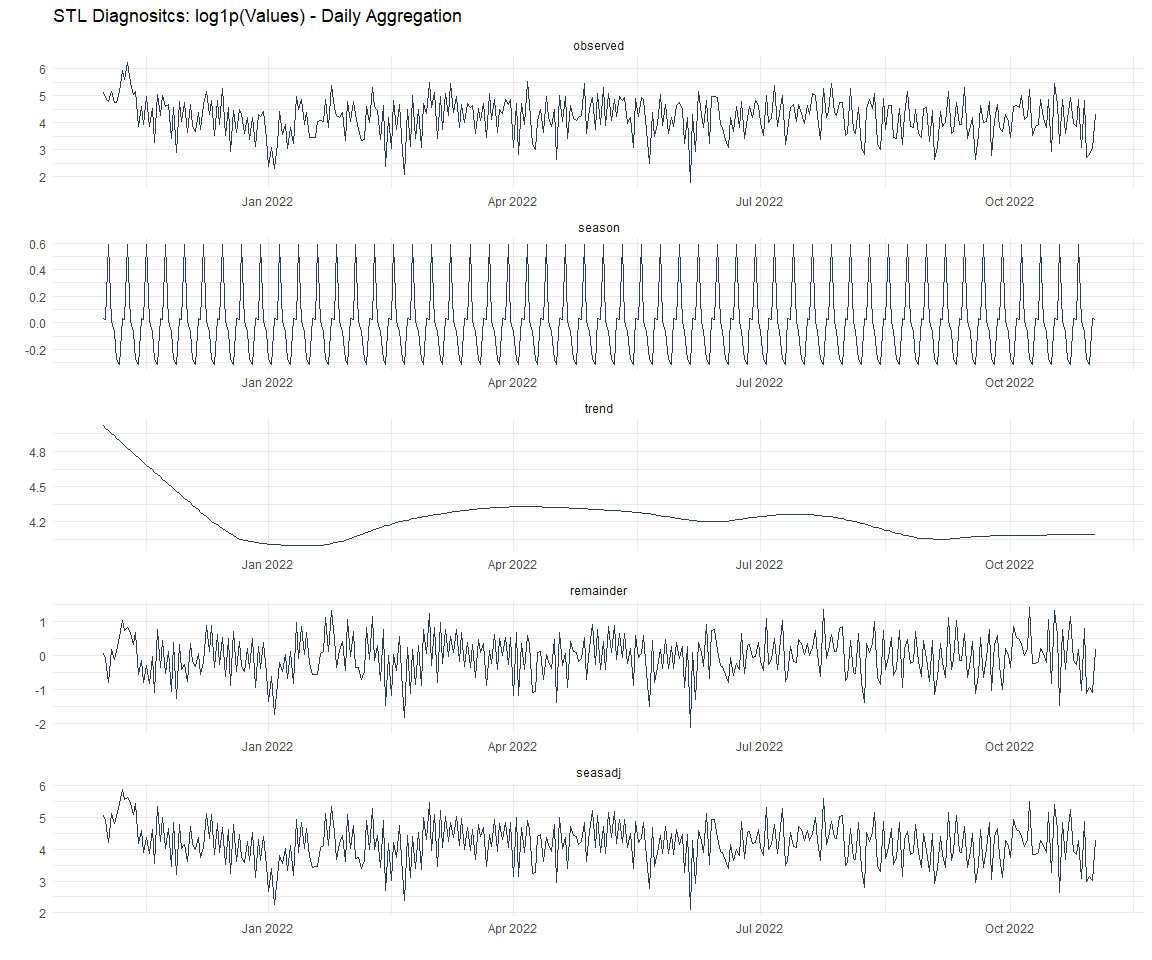 STL Diagnositcs: log1p(Values) - Daily Aggregation
observed
6
5
4
3
2
Jan 2022 Apr 2022 Jul 2022 Oct 2022
season
0.6
0.4
0.2
0.0
-0.2
Jan 2022 Apr 2022 Jul 2022 Oct 2022
trend
4.8
4.5
4.2
Jan 2022 Apr 2022 Jul 2022 Oct 2022
remainder
1
0
-1
-2
Jan 2022 Apr 2022 Jul 2022 Oct 2022
seasadj
6
5
4
3
2
Jan 2022 Apr 2022 Jul 2022 Oct 2022